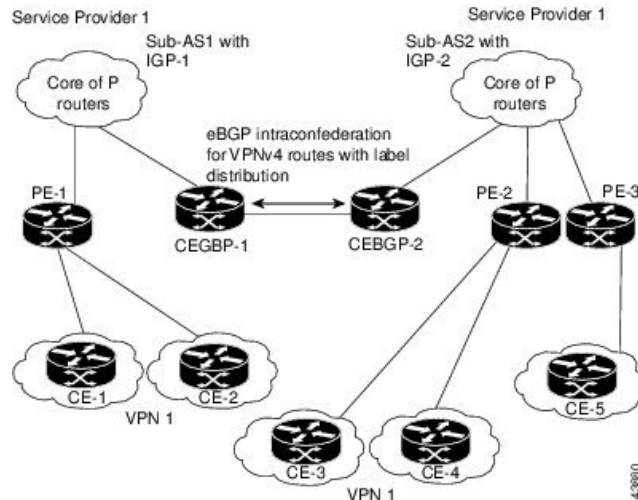 Service Provider 1
Service Provider 1
Sub-AS1 with
IGP-1
Sub-AS2 with
IGP-2
Core of P
routers
Core of P
routers
eBGP intraconfederation
for VPNv4 routes with label
distribution
PE-1
CEGBP-1
CEBGP-2
PE-2
PE-3
CE-1
CE-2
VPN 1
CE-3
CE-4
CE-5
VPN 1
43880